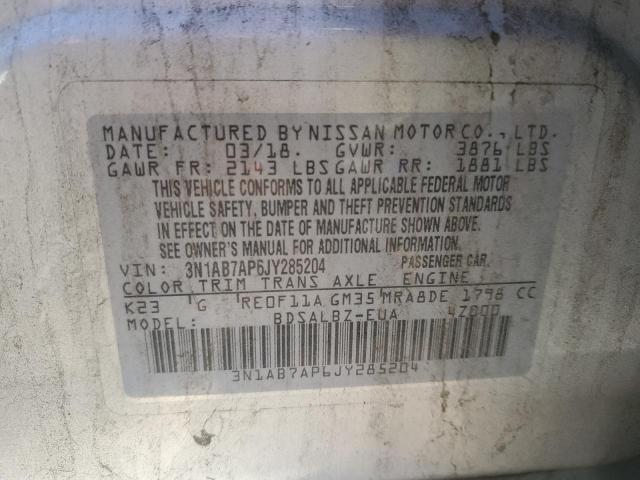 MANUFACTURED BY NISSAN MOTOR CO., LTD.
DATE: 03/18. GVWR: 3876 LBS
GAWR FR: 2143 LBS GAWR RR: 1881 LBS
THIS VEHICLE CONFORMS TO ALL APPLICABLE FEDERAL MOTOR
VEHICLE SAFETY, BUMPER AND THEFT PREVENTION STANDARDS
IN EFFECT ON THE DATE OF MANUFACTURE SHOWN ABOVE.
SEE OWNER'S MANUAL FOR ADDITIONAL INFORMATION.
VIN: 3N1AB7AP6JY285204 PASSENGER CAR.
COLOR TRIM TRANS AXLE ENGINE
K23 G RE0F11A GM35 MRA8DE 1798 CC
MODEL: BDSALBZ-EUA 4Z000
3N1AB7AP6JY285204